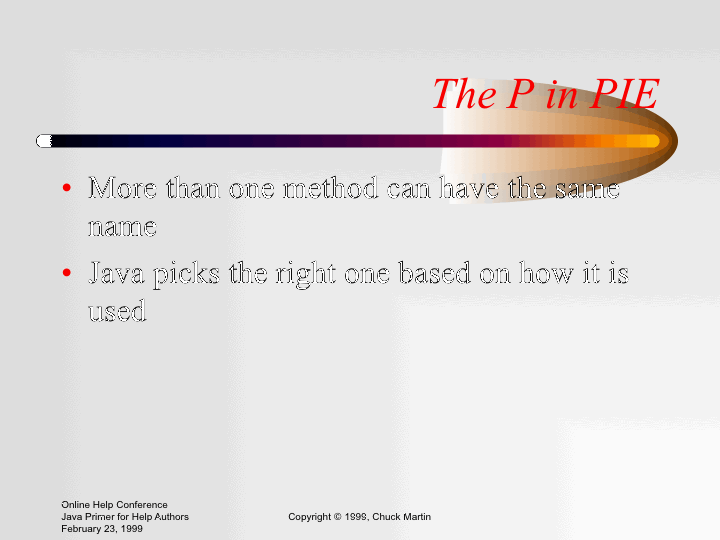 The P in PIE
• More than one method can have the same
name
• Java picks the right one based on how it is
used
Online Help Conference
Java Primer for Help Authors
February 23, 1999
Copyright © 1999, Chuck Martin